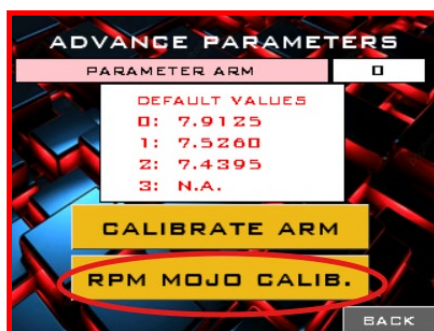 ADVANCE PARAMETERS
PARAMETER ARM 0
DEFAULT VALUES
0: 7.9125
1: 7.5260
2: 7.4395
3: N.A.
CALIBRATE ARM
RPM MOJO CALIB.
BACK